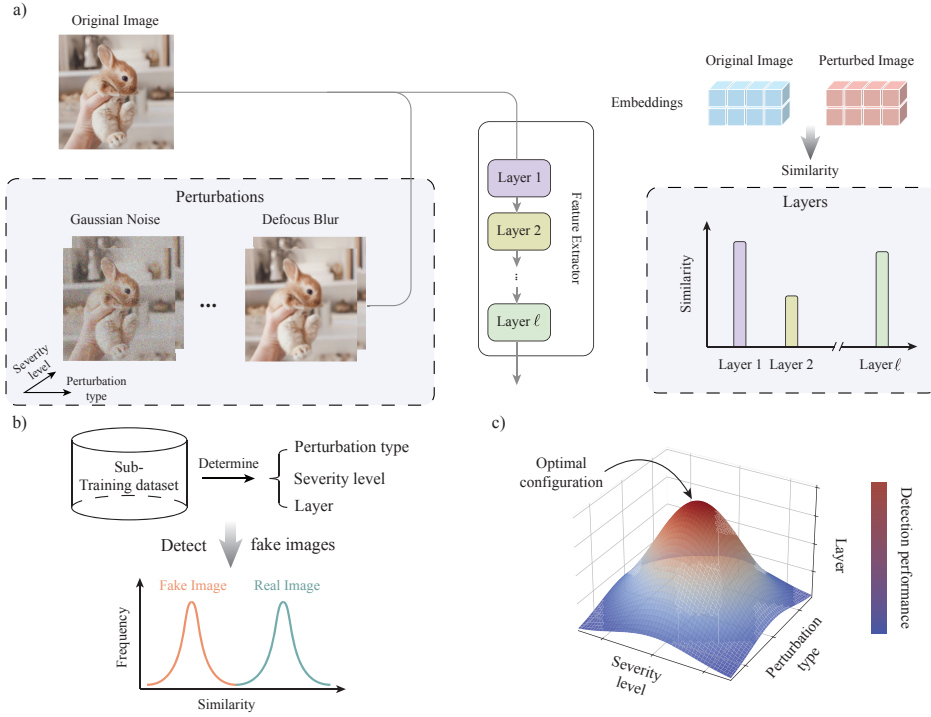 a)
Original Image
Perturbations
Gaussian Noise
Defocus Blur
...
Severity
level
Perturbation
type
Layer 1
Layer 2
...
Layer ℓ
Feature Extractor
Original Image
Perturbed Image
Embeddings
Similarity
Layers
Similarity
Layer 1
Layer 2
Layer ℓ
b)
Sub-
Training dataset
Determine
Perturbation type
Severity level
Layer
Detect
fake images
Fake Image
Real Image
Frequency
Similarity
c)
Optimal
configuration
Layer
Severity
level
Perturbation
type
Detection performance